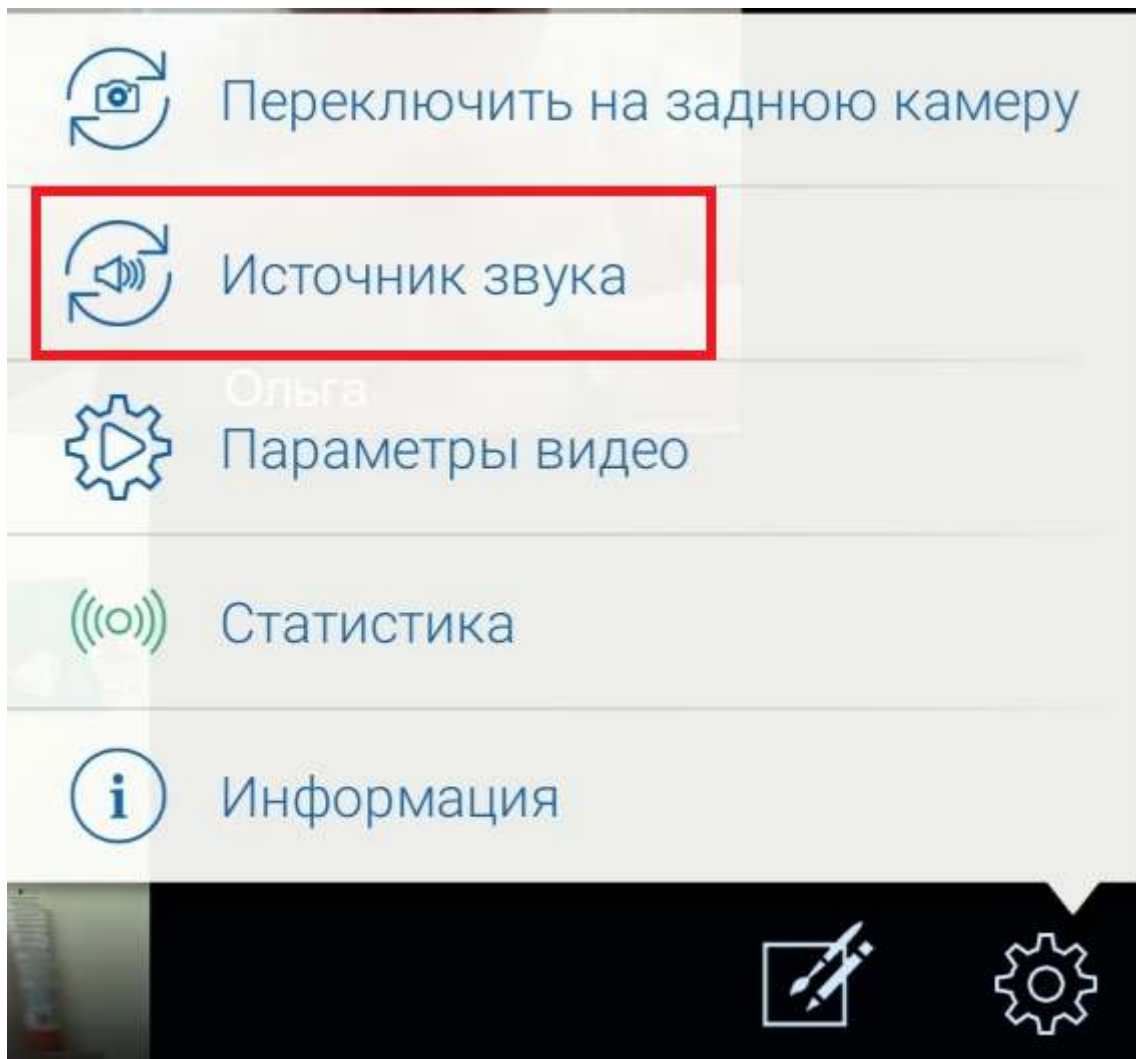 Переключить на заднюю камеру
Источник звука
Ольга
Параметры видео
Статистика
Информация